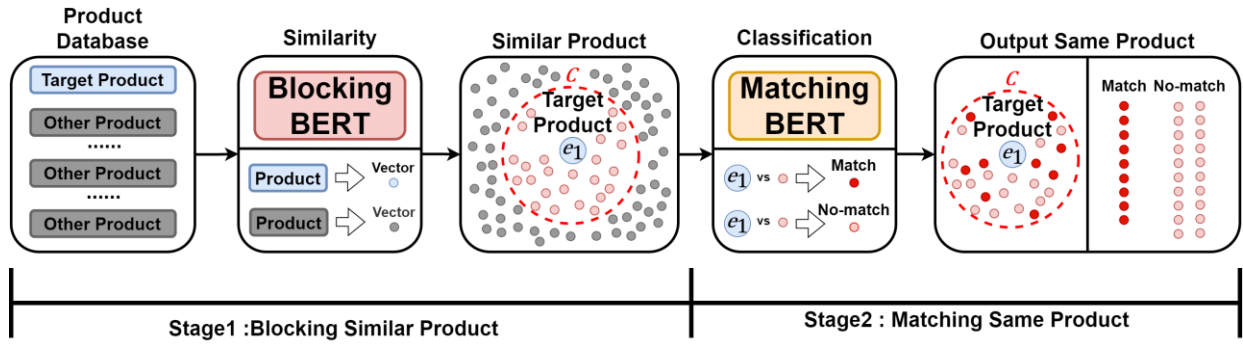 Product
Database
Target Product
Other Product
......
Other Product
......
Other Product
Similarity
Blocking
BERT
Product
Vector
Product
Vector
Similar Product
C
Target
Product
e1
Classification
Matching
BERT
e1 vs
Match
e1 vs
No-match
Output Same Product
C
Target
Product
e1
Match No-match
Stage1 :Blocking Similar Product
Stage2 : Matching Same Product